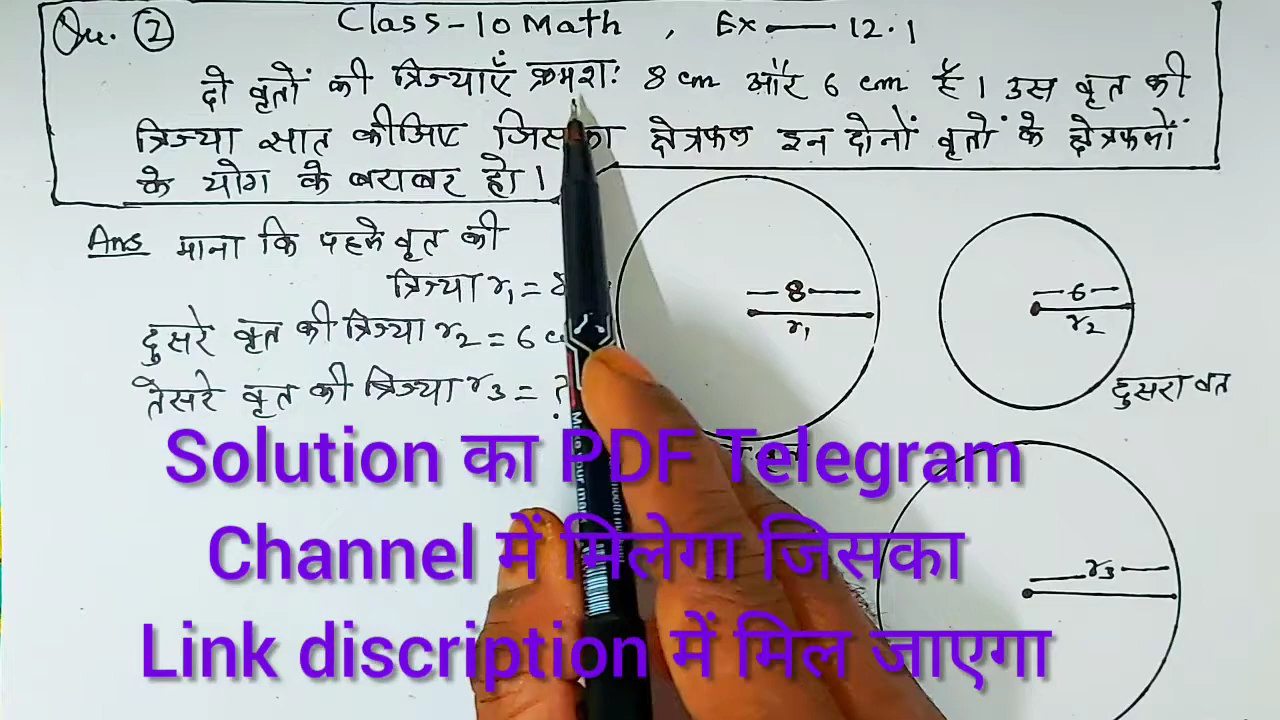 Qu. ② Class-10 Math , Ex — 12.1
दो वृतों की त्रिज्याएँ क्रमशः 8 cm और 6 cm हैं। उस वृत की
त्रिज्या ज्ञात कीजिए जिसका क्षेत्रफल इन दोनों वृतों के क्षेत्रफलों
के योग के बराबर हो।
Ans माना कि पहले वृत की
त्रिज्या r₁ = 8
दुसरे वृत की त्रिज्या r₂ = 6 c
तेसरे वृत की त्रिज्या r₃ = ?
8
r₁
6
r₂
दुसरा वृत
r₃
Solution का PDF Telegram
Channel में मिलेगा जिसका
Link discription में मिल जाएगा